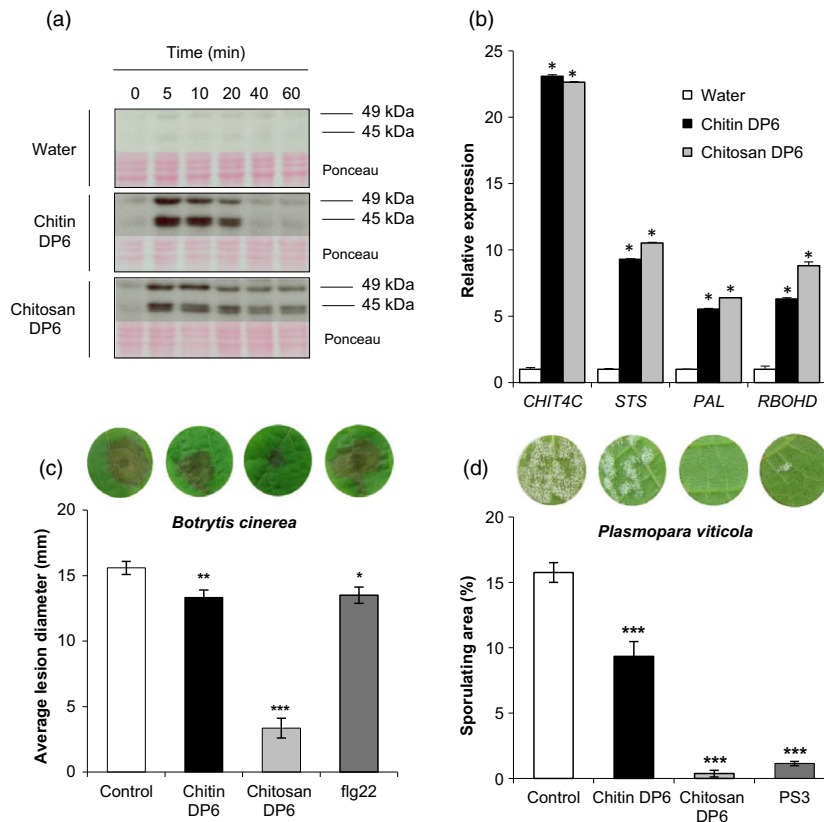 (a)
Time (min)
0 5 10 20 40 60
Water
49 kDa
45 kDa
Ponceau
Chitin
DP6
49 kDa
45 kDa
Ponceau
Chitosan
DP6
49 kDa
45 kDa
Ponceau
(b)
Relative expression
25
20
15
10
5
0
Water
Chitin DP6
Chitosan DP6
* *
* *
* *
* *
CHIT4C STS PAL RBOHD
(c)
Botrytis cinerea
Average lesion diameter (mm)
20
15
10
5
0
**
***
*
Control Chitin DP6 Chitosan DP6 flg22
(d)
Plasmopara viticola
Sporulating area (%)
20
15
10
5
0
***
***
***
Control Chitin DP6 Chitosan DP6 PS3